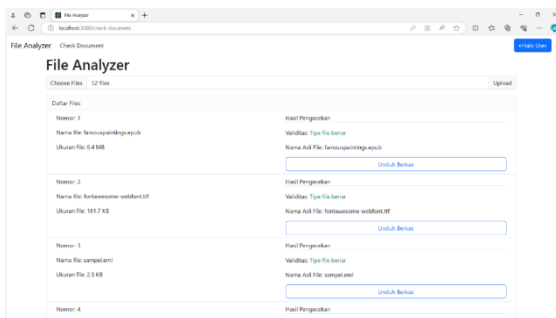 File Analyzer
localhost:3000/check-document
File Analyzer Check Document
Halo User
File Analyzer
Choose Files 52 files Upload
Daftar Files
Nomor: 1 Hasil Pengecekan
Nama file: famouspaintings.epub Validitas: Tipe file benar
Ukuran file: 6.4 MB Nama Asli File: famouspaintings.epub
Unduh Berkas
Nomor: 2 Hasil Pengecekan
Nama file: fontawesome-webfont.ttf Validitas: Tipe file benar
Ukuran file: 161.7 KB Nama Asli File: fontawesome-webfont.ttf
Unduh Berkas
Nomor: 3 Hasil Pengecekan
Nama file: sampel.eml Validitas: Tipe file benar
Ukuran file: 2.5 KB Nama Asli File: sampel.eml
Unduh Berkas
Nomor: 4 Hasil Pengecekan